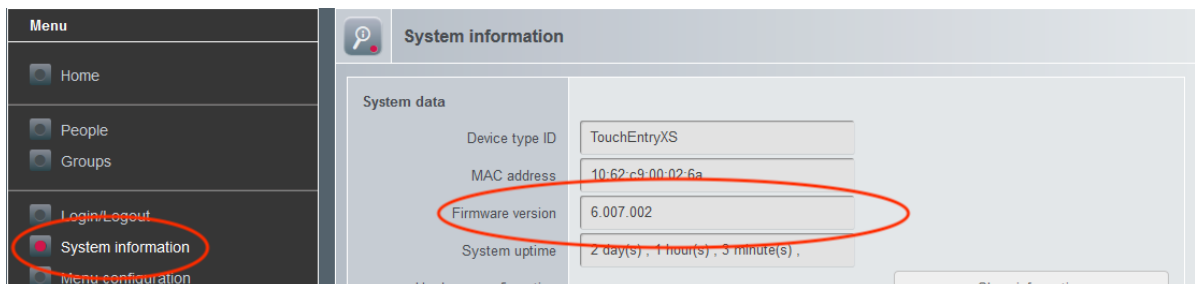 Menu
System information
Home
People
Groups
Login/Logout
System information
Menu configuration
System data
Device type ID TouchEntryXS
MAC address 10:62:c9:00:02:6a
Firmware version 6.007.002
System uptime 2 day(s) , 1 hour(s) , 3 minute(s) ,